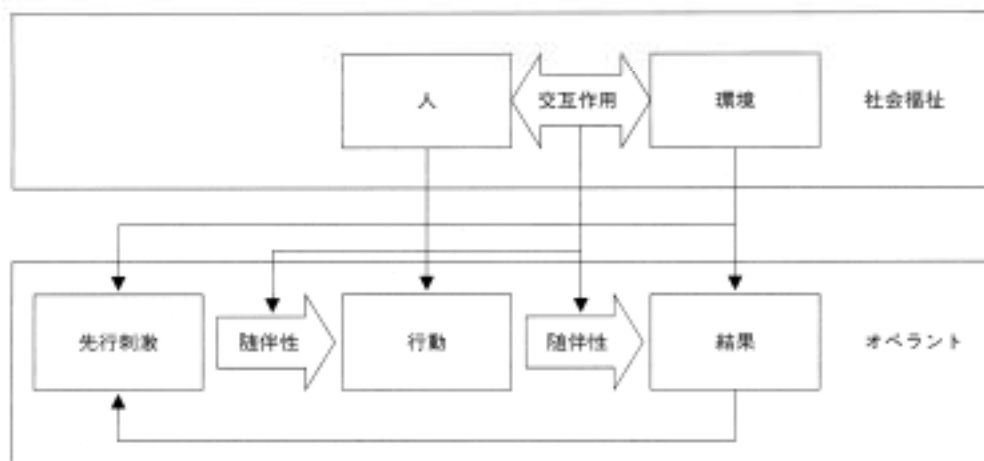 人
交互作用
環境
社会福祉
先行刺激
随伴性
行動
随伴性
結果
オペラント